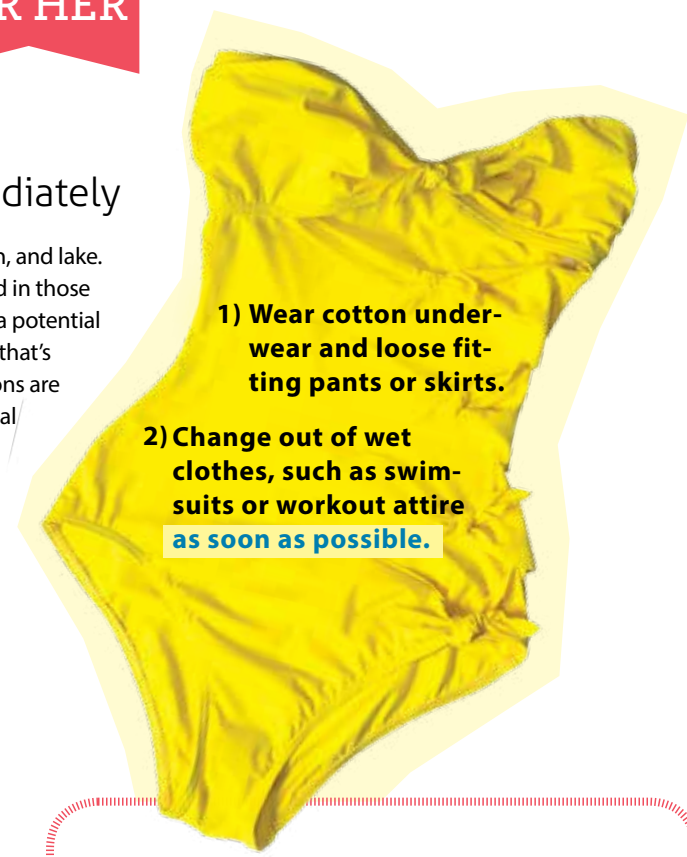 R HER
diately
n, and lake.
d in those
a potential
that's
ons are
al
1) Wear cotton under-
wear and loose fit-
ting pants or skirts.
2) Change out of wet
clothes, such as swim-
suits or workout attire
as soon as possible.